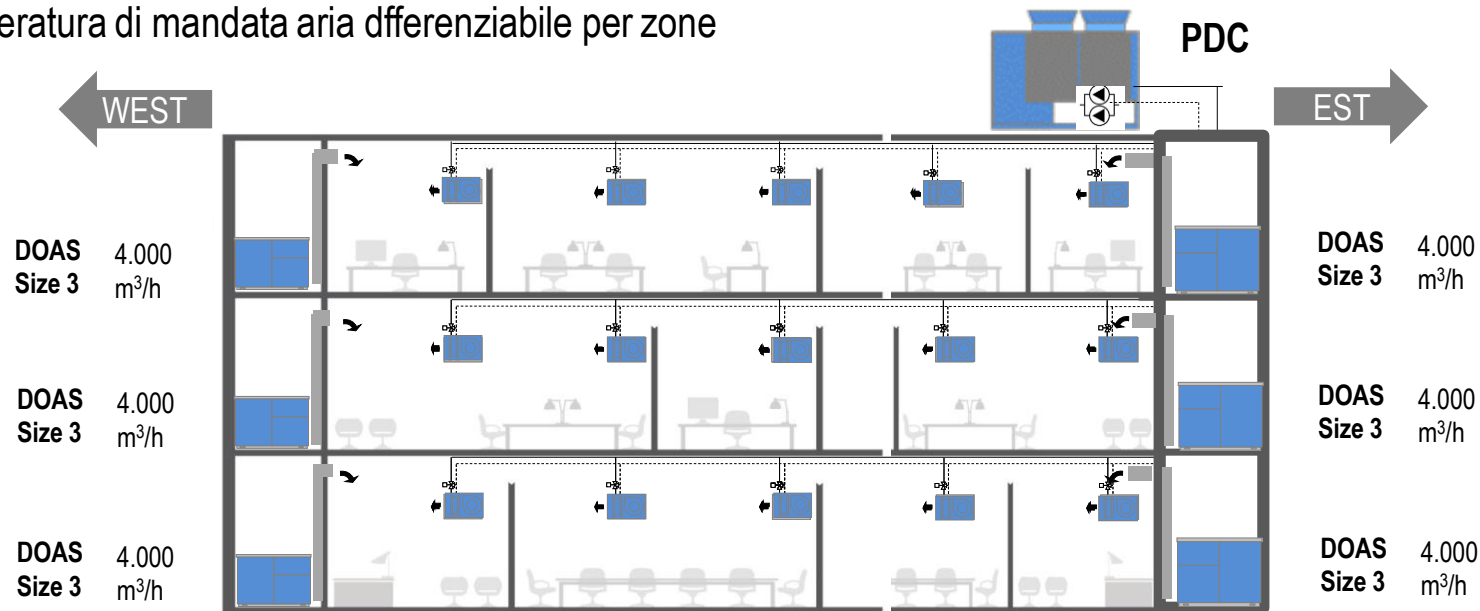 eratura di mandata aria dfferenziabile per zone
PDC
WEST
EST
DOAS 4.000
Size 3 m³/h
DOAS 4.000
Size 3 m³/h
DOAS 4.000
Size 3 m³/h
DOAS 4.000
Size 3 m³/h
DOAS 4.000
Size 3 m³/h
DOAS 4.000
Size 3 m³/h